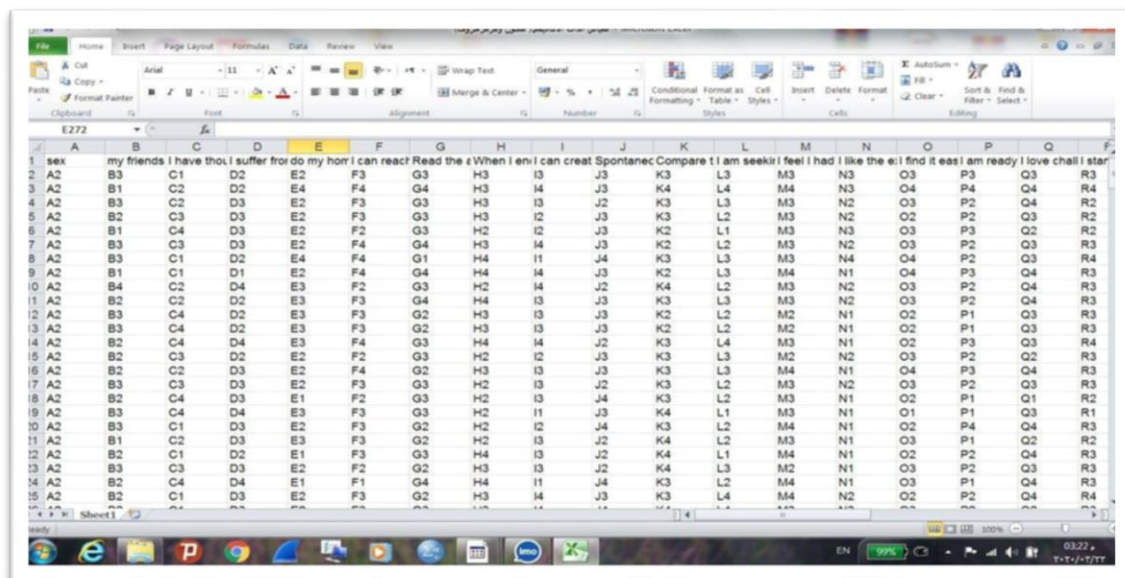 Microsoft Excel
File Home Insert Page Layout Formulas Data Review View
Cut
Copy
Format Painter
Paste
Arial 11
Wrap Text
Merge & Center
General
Conditional Formatting
Format as Table
Cell Styles
Insert Delete Format
AutoSum
Fill
Clear
Sort & Filter
Find & Select
Clipboard Font Alignment Number Styles Cells Editing
E272 fx
A B C D E F G H I J K L M N O P Q
1 sex my friends I have thou I suffer fror do my hom I can reach Read the a When I en I can creat Spontanec Compare t I am seekir I feel I had I like the e: I find it eas I am ready I love chall I star
2 A2 B3 C1 D2 E2 F3 G3 H3 I3 J3 K3 L3 M3 N3 O3 P3 Q3 R3
3 A2 B1 C2 D2 E4 F4 G4 H3 I4 J3 K4 L4 M4 N3 O4 P4 Q4 R4
4 A2 B3 C2 D3 E2 F3 G3 H3 I3 J2 K3 L3 M3 N2 O3 P2 Q4 R2
5 A2 B2 C3 D3 E2 F3 G3 H3 I2 J3 K3 L2 M3 N2 O2 P2 Q3 R2
6 A2 B1 C4 D3 E2 F2 G3 H2 I2 J3 K2 L1 M3 N3 O2 P3 Q2 R2
7 A2 B3 C3 D3 E2 F4 G4 H3 I4 J3 K2 L2 M3 N2 O3 P2 Q3 R3
8 A2 B3 C1 D2 E4 F4 G1 H4 I1 J4 K3 L3 M3 N4 O4 P2 Q3 R4
9 A2 B1 C1 D1 E2 F4 G4 H4 I4 J3 K2 L3 M4 N1 O4 P3 Q4 R3
10 A2 B4 C2 D4 E3 F2 G3 H2 I4 J2 K4 L2 M3 N2 O3 P2 Q4 R3
11 A2 B2 C2 D2 E3 F3 G4 H4 I3 J3 K3 L3 M3 N2 O3 P2 Q4 R3
12 A2 B3 C4 D2 E3 F3 G3 H3 I3 J3 K2 L2 M2 N1 O2 P1 Q3 R3
13 A2 B2 C4 D2 E3 F3 G3 H4 I3 J3 K2 L2 M2 N1 O2 P1 Q3 R3
14 A2 B2 C4 D4 E3 F4 G3 H4 I4 J2 K3 L2 M3 N1 O2 P3 Q3 R4
15 A2 B2 C3 D2 E2 F3 G4 H2 I2 J3 K3 L3 M2 N2 O2 P2 Q2 R3
16 A2 B3 C2 D2 E2 F4 G2 H3 I3 J3 K3 L2 M4 N1 O4 P3 Q4 R3
17 A2 B3 C3 D3 E2 F3 G3 H2 I3 J2 K3 L2 M3 N2 O3 P2 Q3 R3
18 A2 B2 C4 D3 E1 F2 G3 H2 I3 J4 K3 L2 M3 N1 O2 P1 Q1 R2
19 A2 B3 C4 D4 E3 F3 G3 H2 I1 J3 K4 L1 M3 N1 O1 P1 Q3 R1
20 A2 B3 C1 D3 E2 F3 G2 H2 I2 J4 K3 L2 M4 N1 O2 P4 Q4 R3
21 A2 B1 C2 D3 E3 F3 G2 H2 I3 J2 K4 L2 M3 N1 O3 P1 Q2 R2
22 A2 B2 C1 D2 E1 F3 G3 H4 I2 J2 K4 L1 M4 N1 O2 P1 Q3 R3
23 A2 B3 C3 D3 E2 F2 G2 H3 I3 J2 K4 L3 M2 N1 O3 P2 Q3 R3
24 A2 B2 C4 D4 E1 F1 G4 H2 I4 J3 K3 L2 M4 N1 O3 P1 Q4 R3
25 A2 B2 C1 D3 E2 F3 G2 H3 I4 J3 K3 L4 M4 N2 O2 P2 Q4 R4
Sheet1
100%
imo
EN 99% 03:22 م
٢٠٢٠/٠٣/٢٢